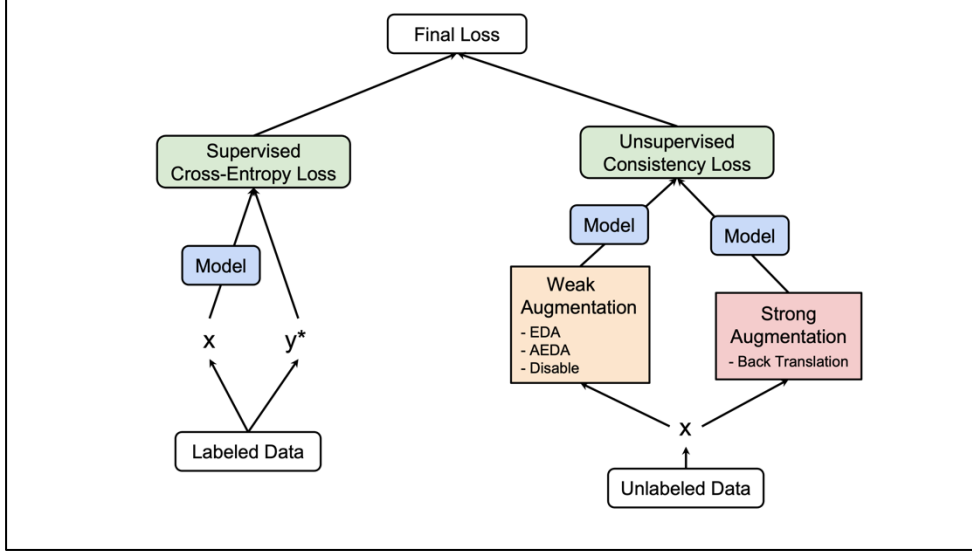 Final Loss
Supervised
Cross-Entropy Loss
Unsupervised
Consistency Loss
Model
Model
Model
Weak
Augmentation
- EDA
- AEDA
- Disable
Strong
Augmentation
- Back Translation
x
y*
x
Labeled Data
Unlabeled Data